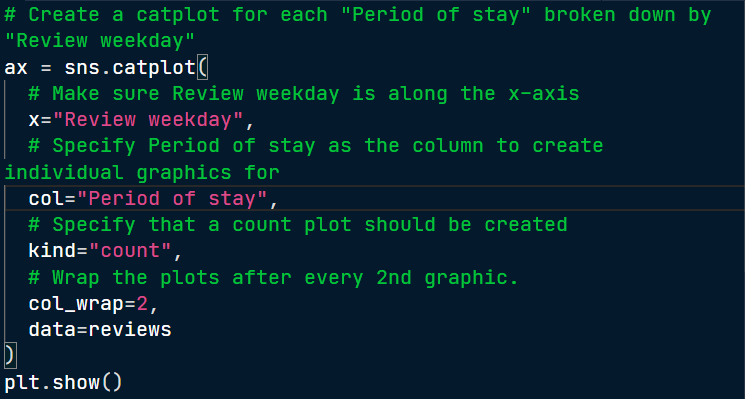 # Create a catplot for each "Period of stay" broken down by
"Review weekday"
ax = sns.catplot(
  # Make sure Review weekday is along the x-axis
  x="Review weekday",
  # Specify Period of stay as the column to create
individual graphics for
  col="Period of stay",
  # Specify that a count plot should be created
  kind="count",
  # Wrap the plots after every 2nd graphic.
  col_wrap=2,
  data=reviews
)
plt.show()